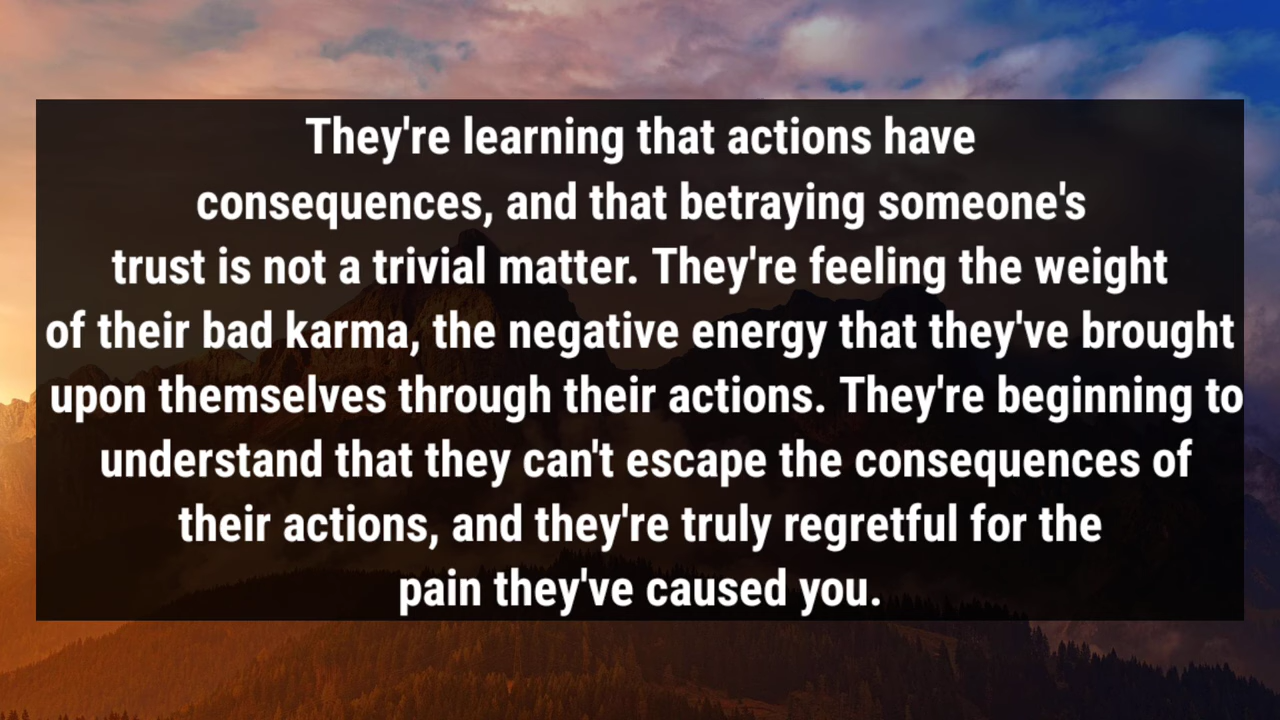 They're learning that actions have
consequences, and that betraying someone's
trust is not a trivial matter. They're feeling the weight
of their bad karma, the negative energy that they've brought
upon themselves through their actions. They're beginning to
understand that they can't escape the consequences of
their actions, and they're truly regretful for the
pain they've caused you.